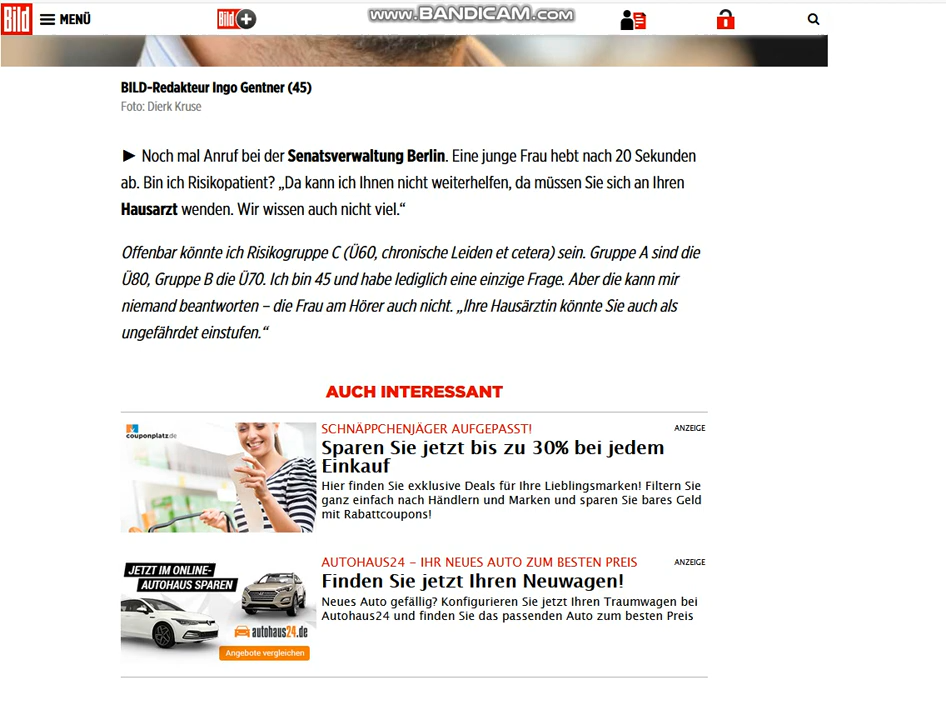 Bild
MENÜ
Bild
www.BANDICAM.com
BILD-Redakteur Ingo Gentner (45)
Foto: Dierk Kruse
► Noch mal Anruf bei der Senatsverwaltung Berlin. Eine junge Frau hebt nach 20 Sekunden
ab. Bin ich Risikopatient? „Da kann ich Ihnen nicht weiterhelfen, da müssen Sie sich an Ihren
Hausarzt wenden. Wir wissen auch nicht viel.“
Offenbar könnte ich Risikogruppe C (Ü60, chronische Leiden et cetera) sein. Gruppe A sind die
Ü80, Gruppe B die Ü70. Ich bin 45 und habe lediglich eine einzige Frage. Aber die kann mir
niemand beantworten – die Frau am Hörer auch nicht. „Ihre Hausärztin könnte Sie auch als
ungefährdet einstufen.“
AUCH INTERESSANT
couponplatz.de
SCHNÄPPCHENJÄGER AUFGEPASST!
ANZEIGE
Sparen Sie jetzt bis zu 30% bei jedem
Einkauf
Hier finden Sie exklusive Deals für Ihre Lieblingsmarken! Filtern Sie
ganz einfach nach Händlern und Marken und sparen Sie bares Geld
mit Rabattcoupons!
JETZT IM ONLINE-
AUTOHAUS SPAREN
autohaus24.de
Angebote vergleichen
AUTOHAUS24 – IHR NEUES AUTO ZUM BESTEN PREIS
ANZEIGE
Finden Sie jetzt Ihren Neuwagen!
Neues Auto gefällig? Konfigurieren Sie jetzt Ihren Traumwagen bei
Autohaus24 und finden Sie das passenden Auto zum besten Preis